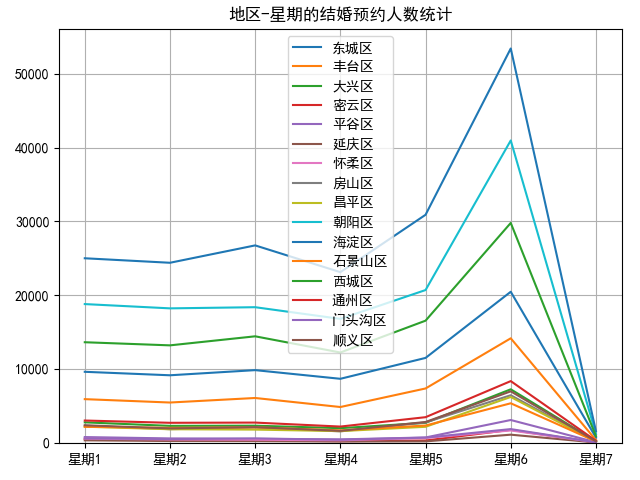 地区-星期的结婚预约人数统计
50000
40000
30000
20000
10000
0
东城区
丰台区
大兴区
密云区
平谷区
延庆区
怀柔区
房山区
昌平区
朝阳区
海淀区
石景山区
西城区
通州区
门头沟区
顺义区
星期1 星期2 星期3 星期4 星期5 星期6 星期7